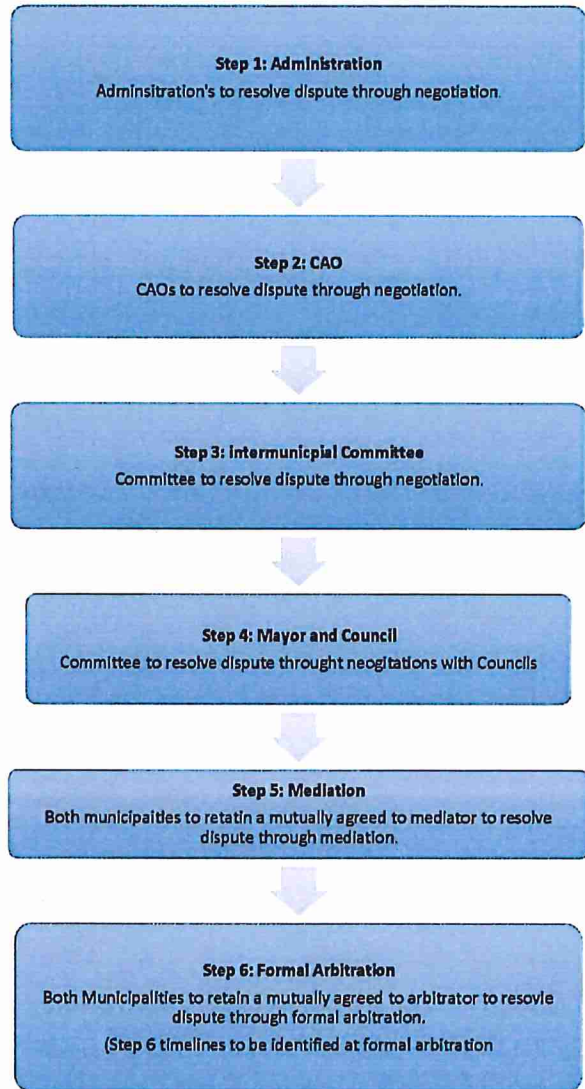 Step 1: Administration
Adminsitration's to resolve dispute through negotiation.
Step 2: CAO
CAOs to resolve dispute through negotiation.
Step 3: Intermunicpial Committee
Committee to resolve dispute through negotiation.
Step 4: Mayor and Council
Committee to resolve dispute throught neogitations with Councils
Step 5: Mediation
Both municipaities to retatin a mutually agreed to mediator to resolve
dispute through mediation.
Step 6: Formal Arbitration
Both Municipalities to retain a mutually agreed to arbitrator to resovle
dispute through formal arbitration.
(Step 6 timelines to be identified at formal arbitration